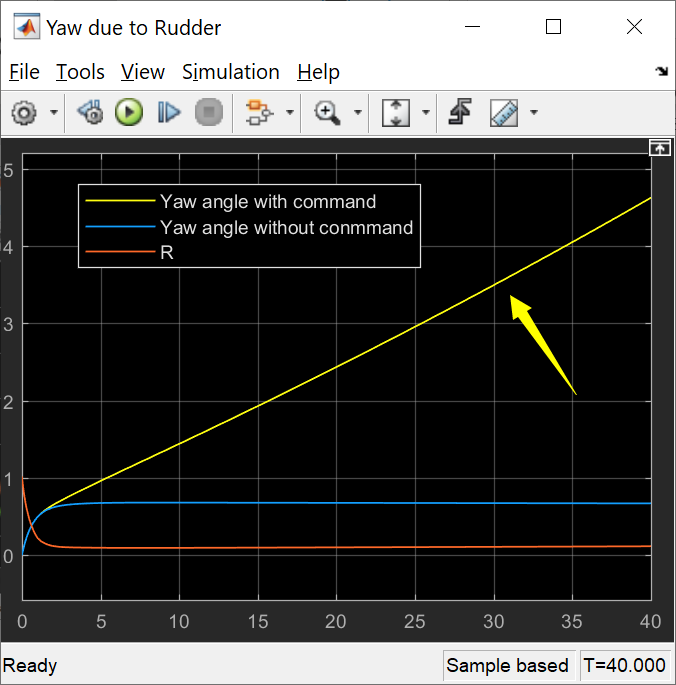 Yaw due to Rudder
File Tools View Simulation Help
Yaw angle with command
Yaw angle without conmmand
R
5
4
3
2
1
0
0 5 10 15 20 25 30 35 40
Ready Sample based T=40.000